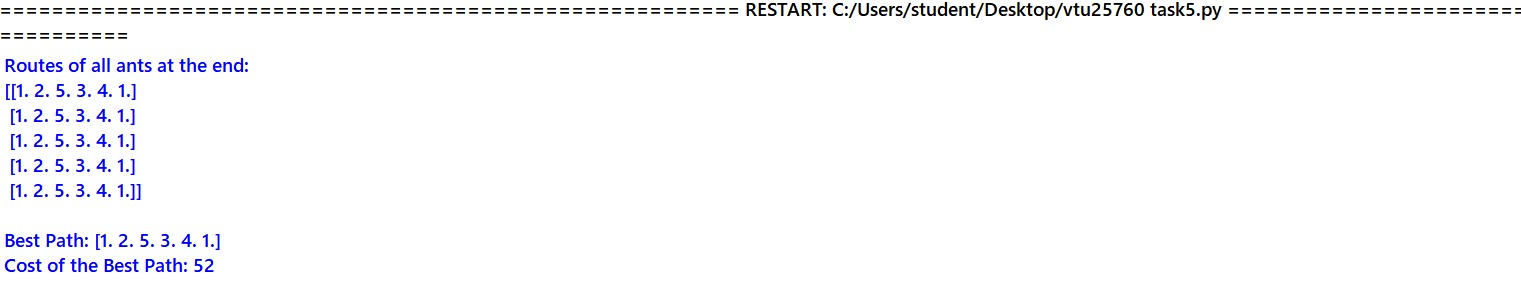 ========================================================= RESTART: C:/Users/student/Desktop/vtu25760 task5.py =======================
==========
Routes of all ants at the end:
[[1. 2. 5. 3. 4. 1.]
[1. 2. 5. 3. 4. 1.]
[1. 2. 5. 3. 4. 1.]
[1. 2. 5. 3. 4. 1.]
[1. 2. 5. 3. 4. 1.]]
Best Path: [1. 2. 5. 3. 4. 1.]
Cost of the Best Path: 52